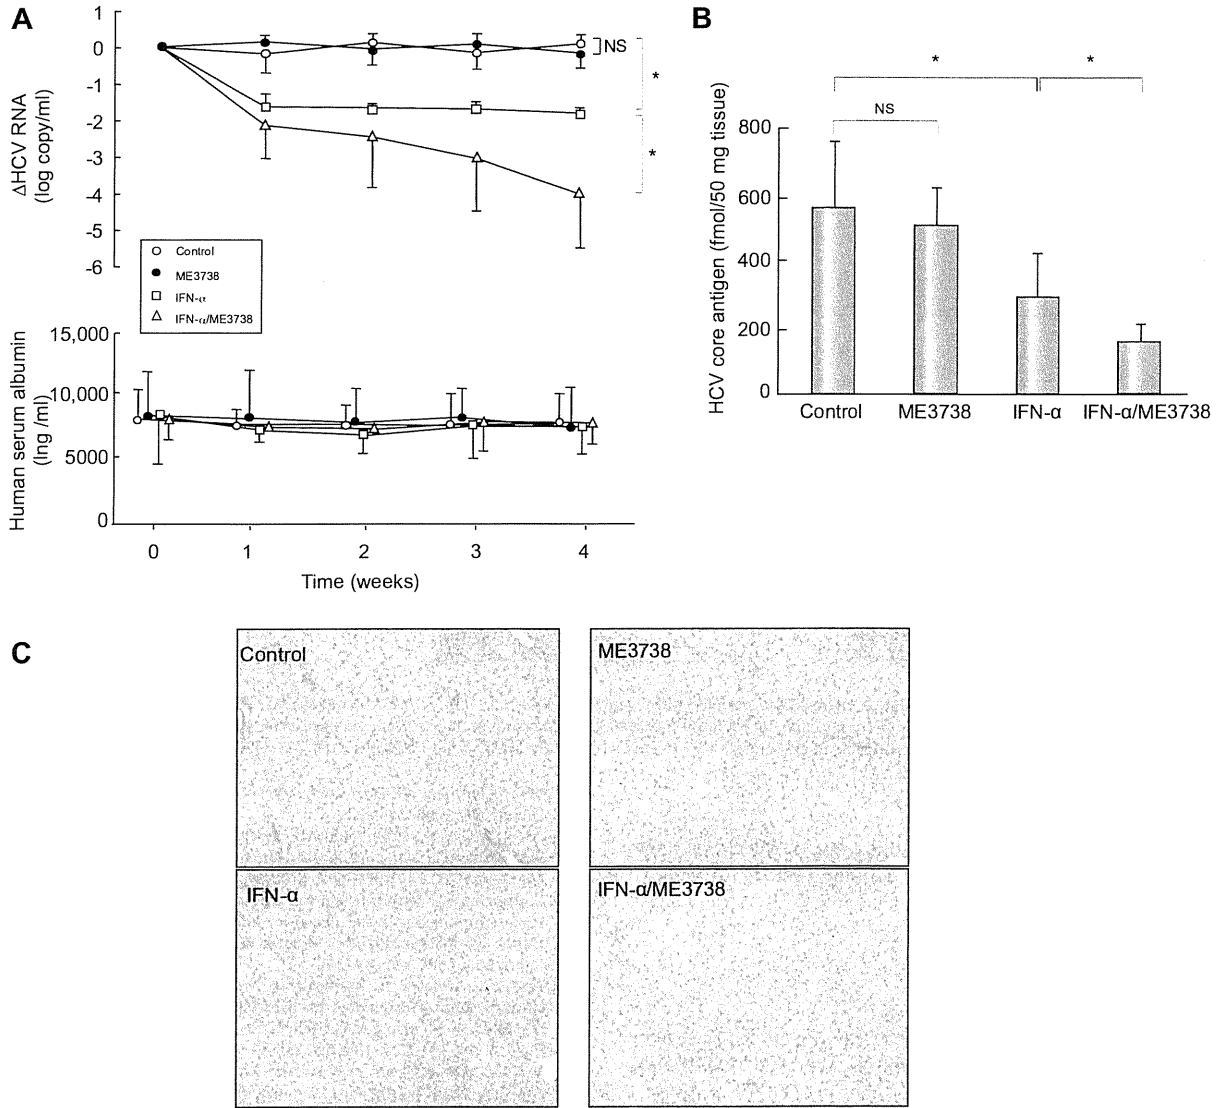 A
1
0
-1
-2
-3
-4
-5
-6
ΔHCV RNA
(log copy/ml)
NS
*
*
Control
ME3738
IFN-α
IFN-α/ME3738
15,000
10,000
5000
0
Human serum albumin
(Ing /ml)
0 1 2 3 4
Time (weeks)
B
* *
NS
800
600
400
200
0
HCV core antigen (fmol/50 mg tissue)
Control ME3738 IFN-α IFN-α/ME3738
C
Control
ME3738
IFN-α
IFN-α/ME3738